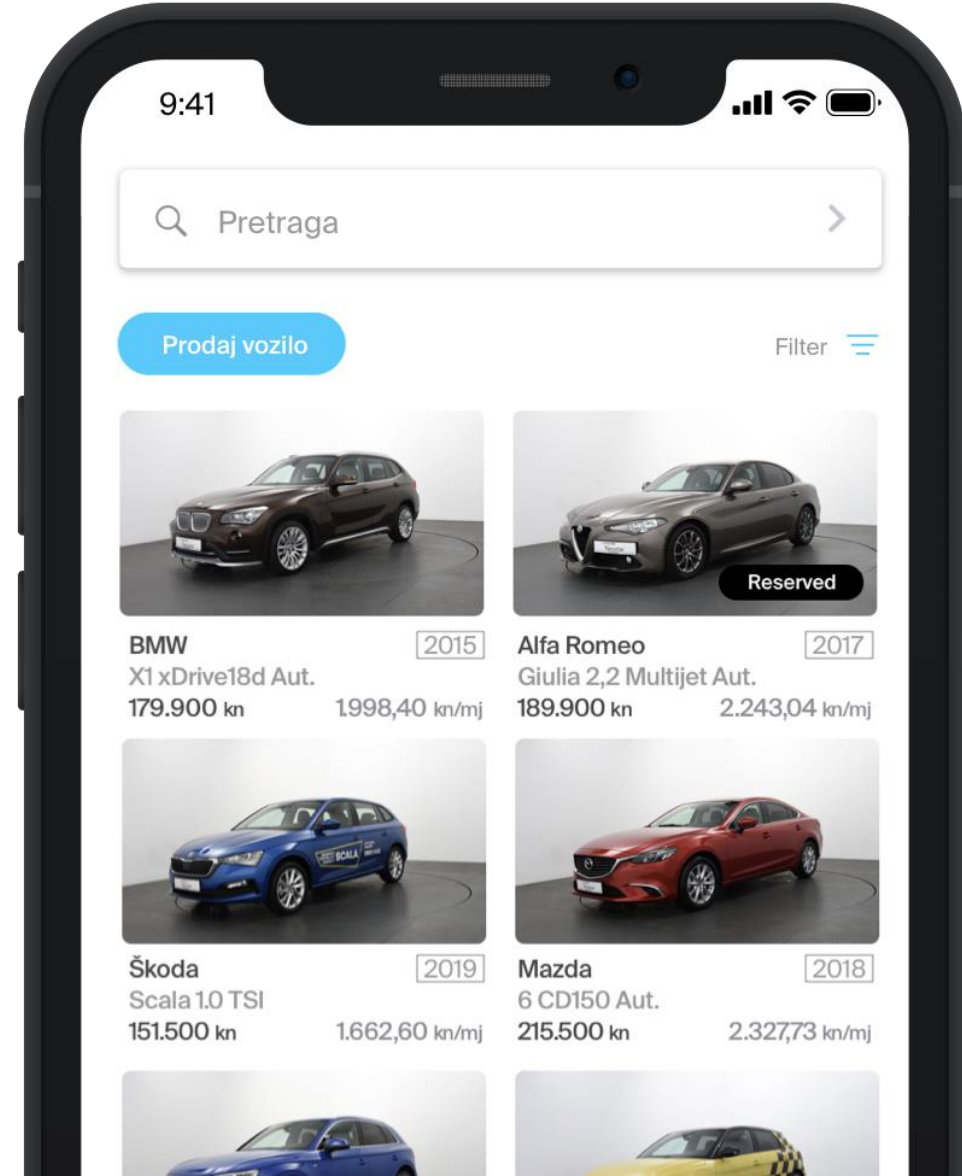 9:41
Pretraga
Prodaj vozilo
Filter
Reserved
BMW 2015
X1 xDrive18d Aut.
179.900 kn 1.998,40 kn/mj
Alfa Romeo 2017
Giulia 2,2 Multijet Aut.
189.900 kn 2.243,04 kn/mj
SCALA
Škoda 2019
Scala 1.0 TSI
151.500 kn 1.662,60 kn/mj
Mazda 2018
6 CD150 Aut.
215.500 kn 2.327,73 kn/mj